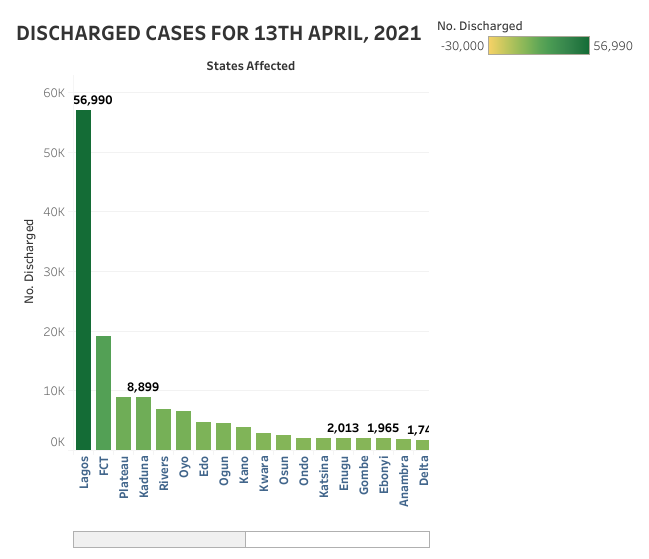 DISCHARGED CASES FOR 13TH APRIL, 2021
No. Discharged
-30,000
56,990
States Affected
No. Discharged
60K
50K
40K
30K
20K
10K
0K
56,990
8,899
2,013
1,965
1,74
Lagos
FCT
Plateau
Kaduna
Rivers
Oyo
Edo
Ogun
Kano
Kwara
Osun
Ondo
Katsina
Enugu
Gombe
Ebonyi
Anambra
Delta